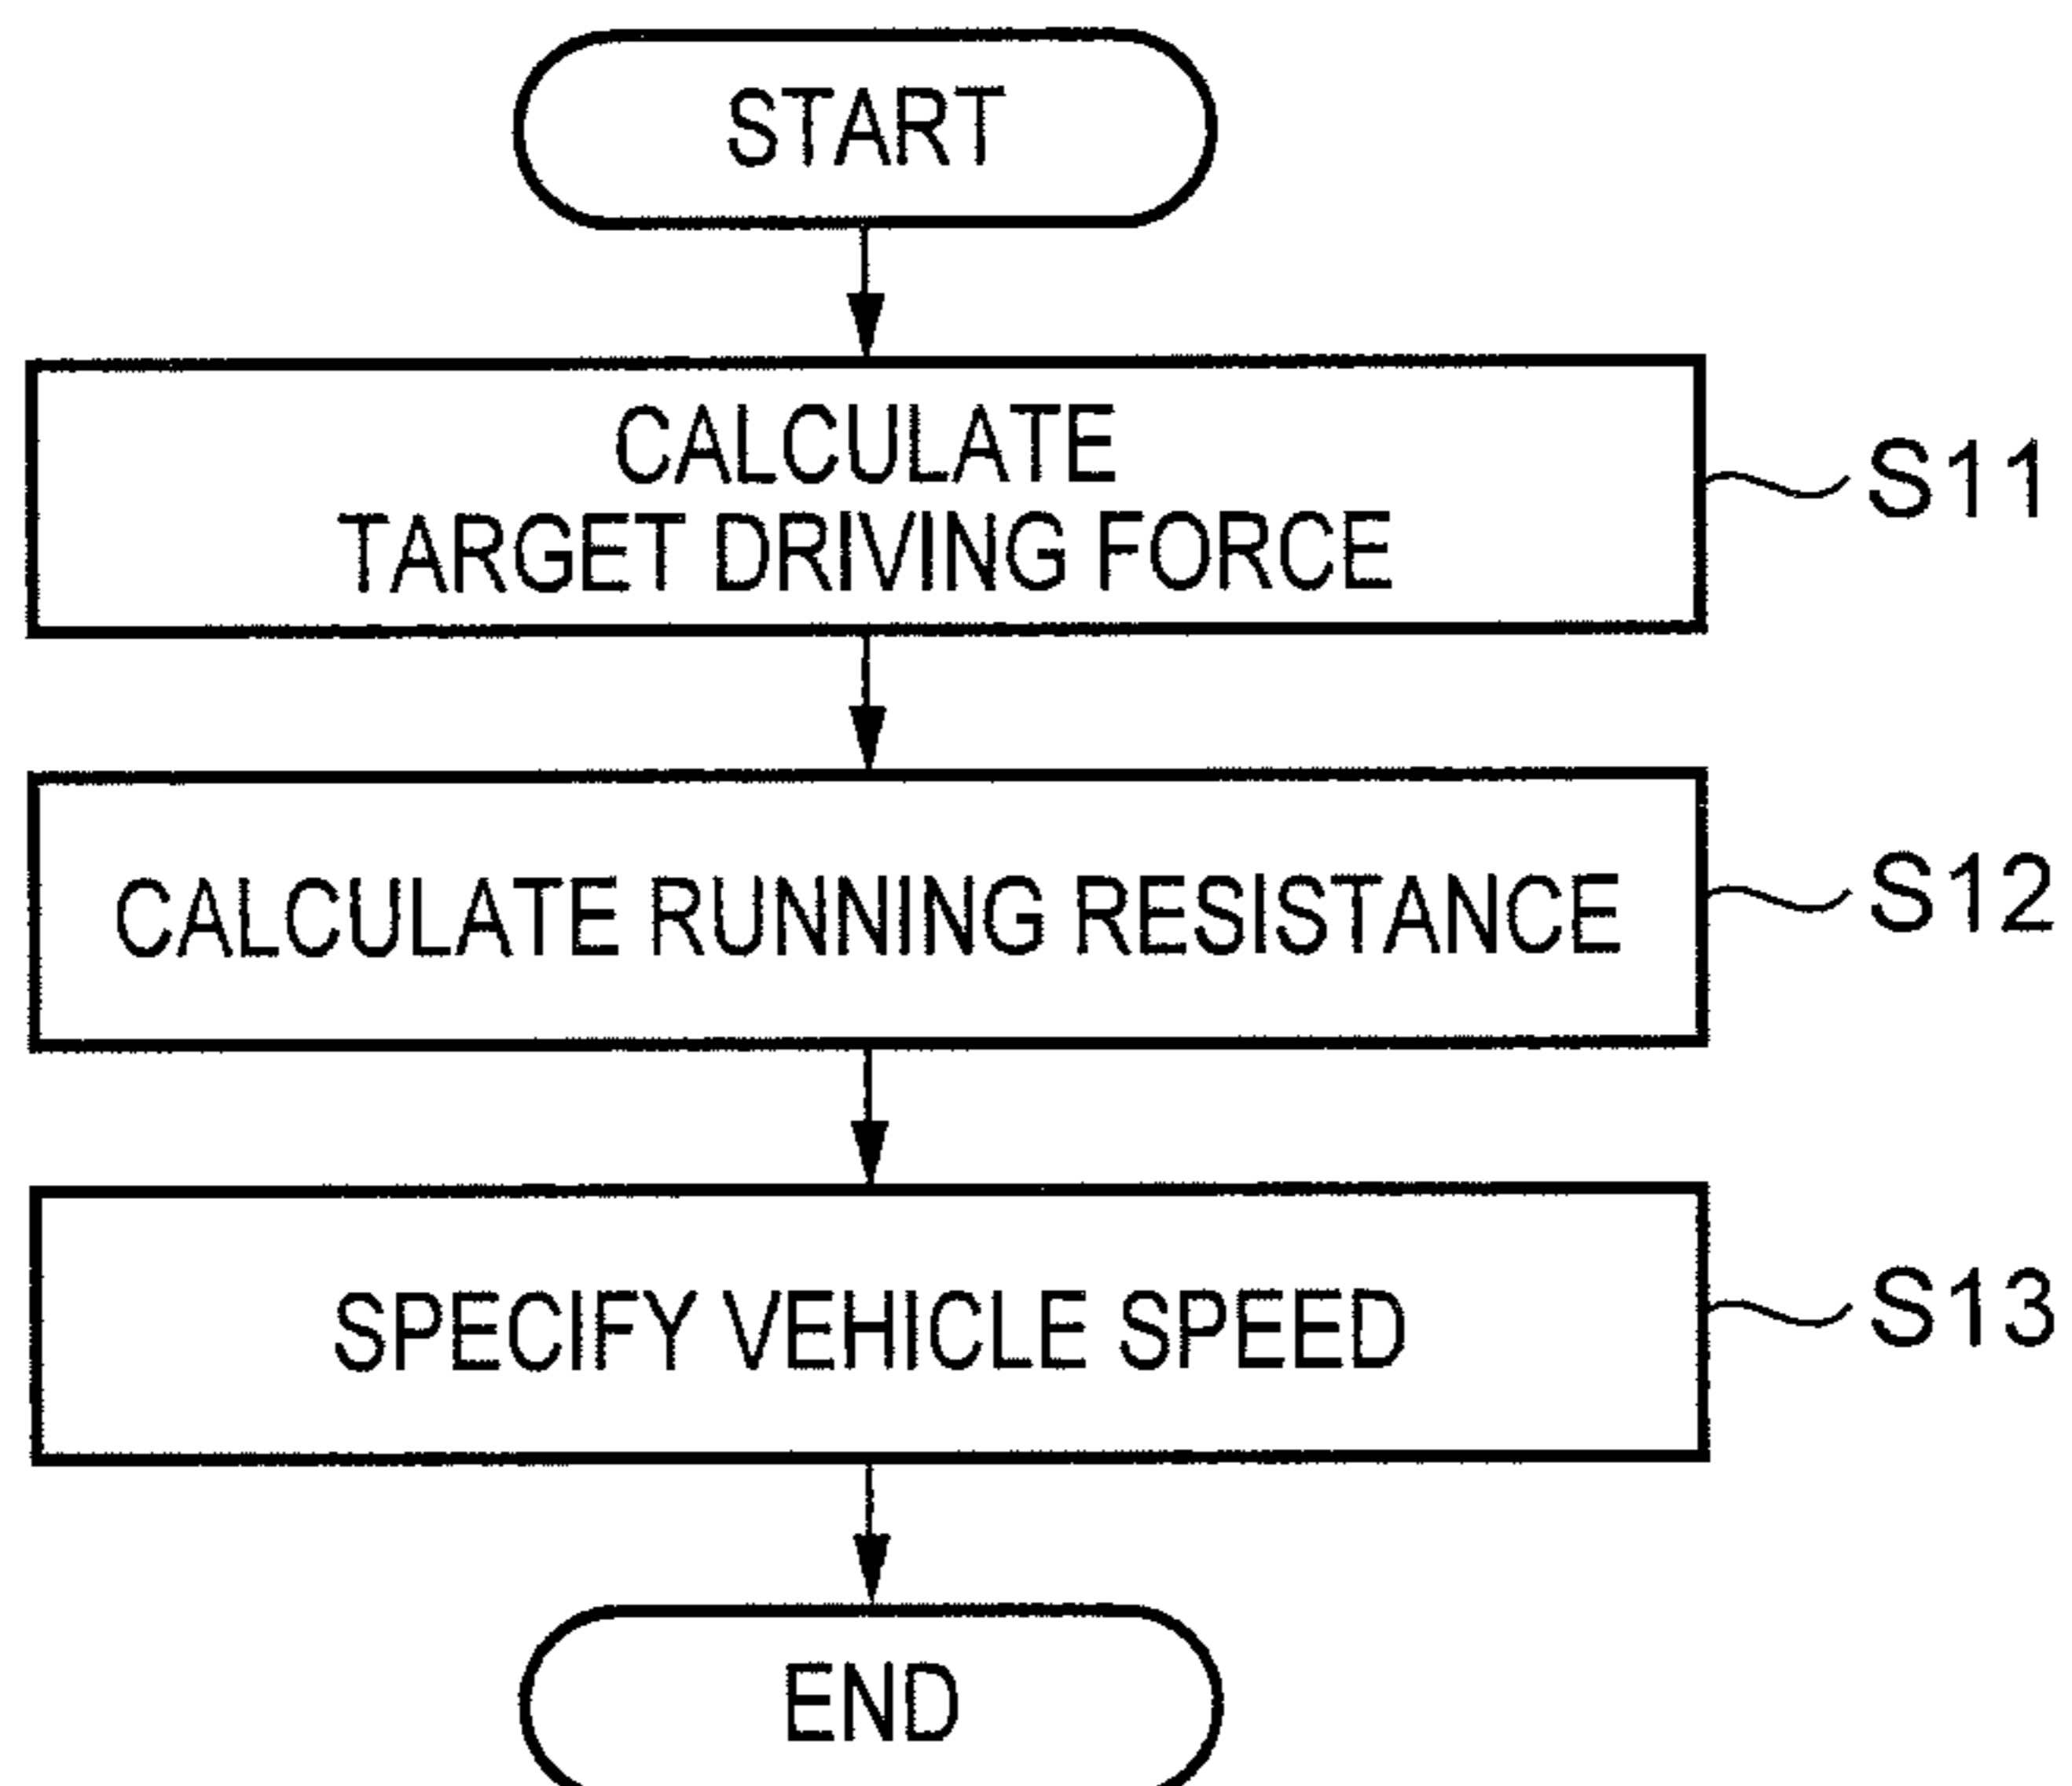 START
CALCULATE
TARGET DRIVING FORCE
S11
CALCULATE RUNNING RESISTANCE
S12
SPECIFY VEHICLE SPEED
S13
END